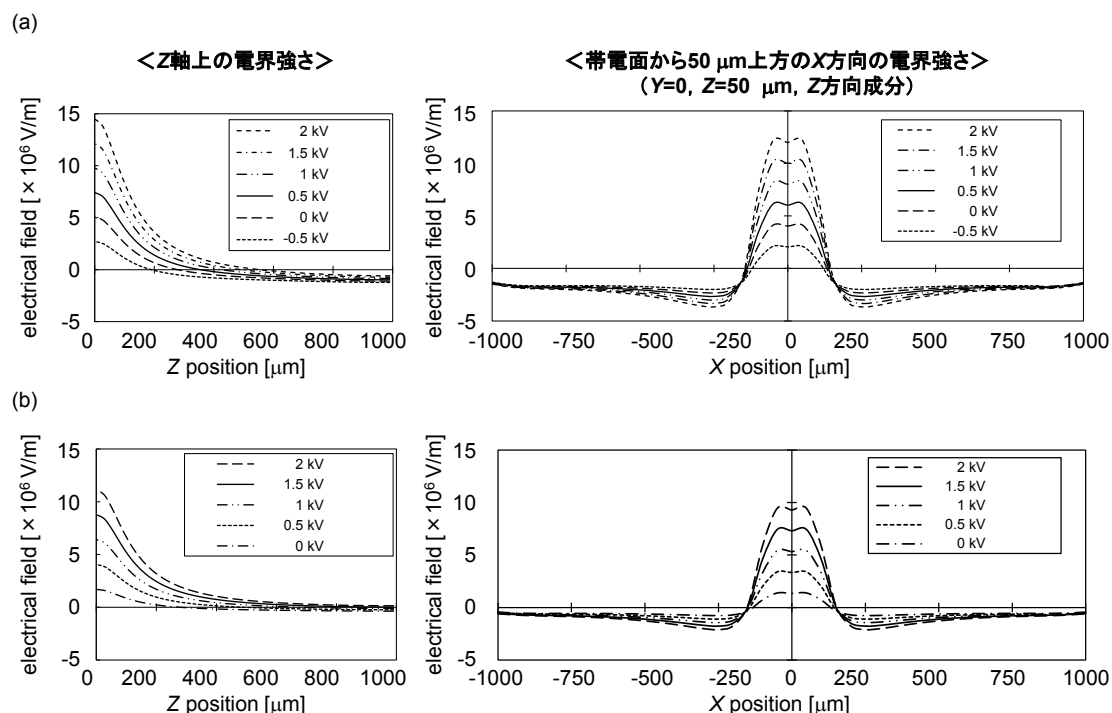 (a)
＜Z軸上の電界強さ＞
＜帯電面から50 μm上方のX方向の電界強さ＞
（Y=0, Z=50 μm, Z方向成分）
electrical field [×10⁶ V/m]
15
10
5
0
-5
2 kV
1.5 kV
1 kV
0.5 kV
0 kV
-0.5 kV
0 200 400 600 800 1000
Z position [μm]
electrical field [×10⁶ V/m]
15
10
5
0
-5
2 kV
1.5 kV
1 kV
0.5 kV
0 kV
-0.5 kV
-1000 -750 -500 -250 0 250 500 750 1000
X position [μm]
(b)
electrical field [×10⁶ V/m]
15
10
5
0
-5
2 kV
1.5 kV
1 kV
0.5 kV
0 kV
0 200 400 600 800 1000
Z position [μm]
electrical field [×10⁶ V/m]
15
10
5
0
-5
2 kV
1.5 kV
1 kV
0.5 kV
0 kV
-1000 -750 -500 -250 0 250 500 750 1000
X position [μm]